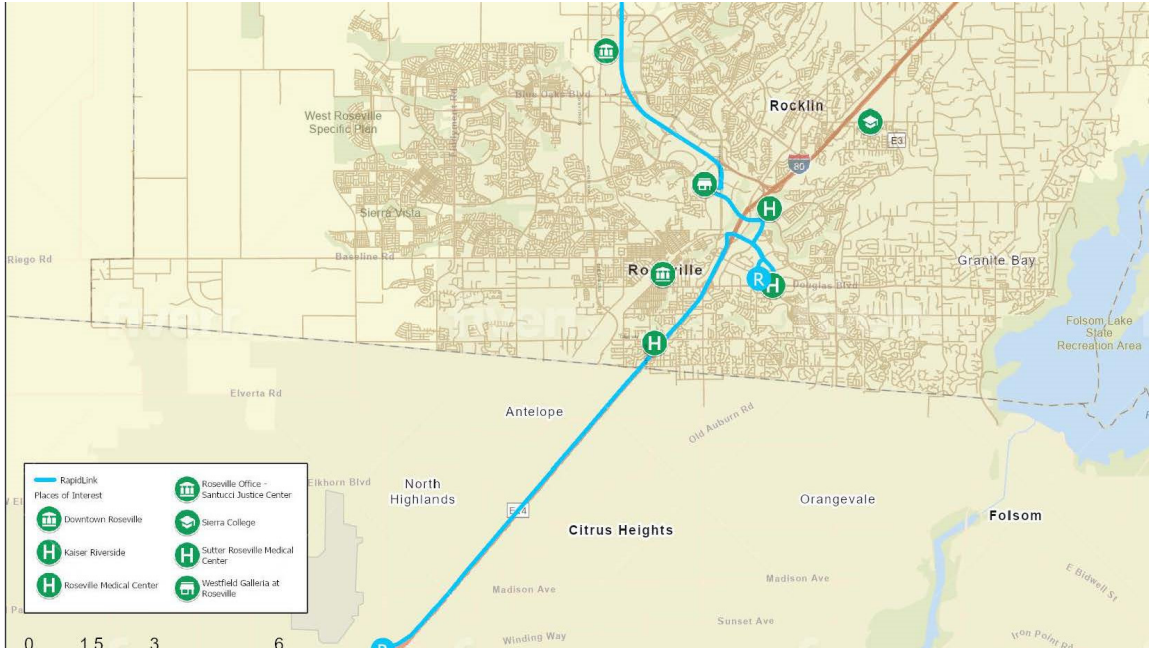 Blue Oaks Blvd
Rocklin
West Roseville
Specific Plan
E3
80
Sierra Vista
Riego Rd
Baseline Rd
Granite Bay
R
Douglas Blvd
H
H
H
Folsom Lake
State
Recreation Area
Elverta Rd
Antelope
Old Auburn Rd
Elkhorn Blvd
North
Highlands
E14
Orangevale
Citrus Heights
Folsom
Madison Ave
Madison Ave
E Bidwell St
Sunset Ave
Winding Way
Iron Point Rd
RapidLink
Places of Interest
Downtown Roseville
H Kaiser Riverside
H Roseville Medical Center
Roseville Office -
Santucci Justice Center
Sierra College
H Sutter Roseville Medical
Center
Westfield Galleria at
Roseville
0 1.5 3 6